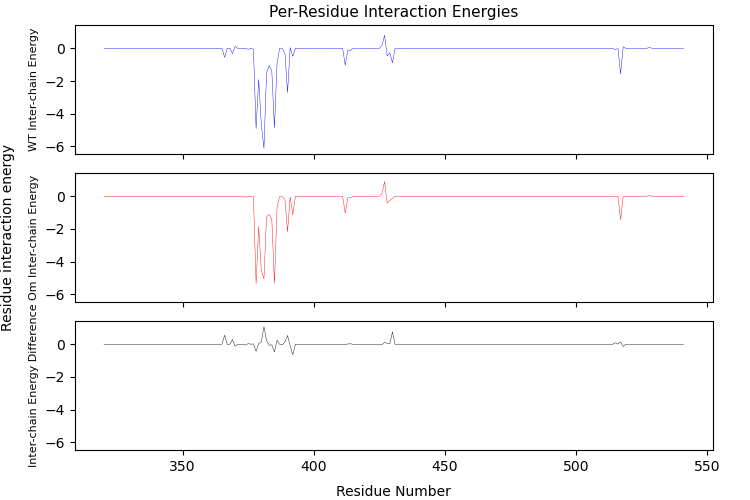 Per-Residue Interaction Energies
Residue interaction energy
WT Inter-chain Energy
0
−2
−4
−6
Om Inter-chain Energy
0
−2
−4
−6
Inter-chain Energy Difference
0
−2
−4
−6
350
400
450
500
550
Residue Number